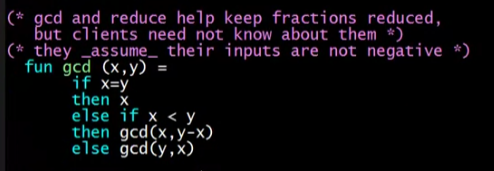 (* gcd and reduce help keep fractions reduced,
but clients need not know about them *)
(* they _assume_ their inputs are not negative *)
fun gcd (x,y) =
if x=y
then x
else if x < y
then gcd(x,y-x)
else gcd(y,x)